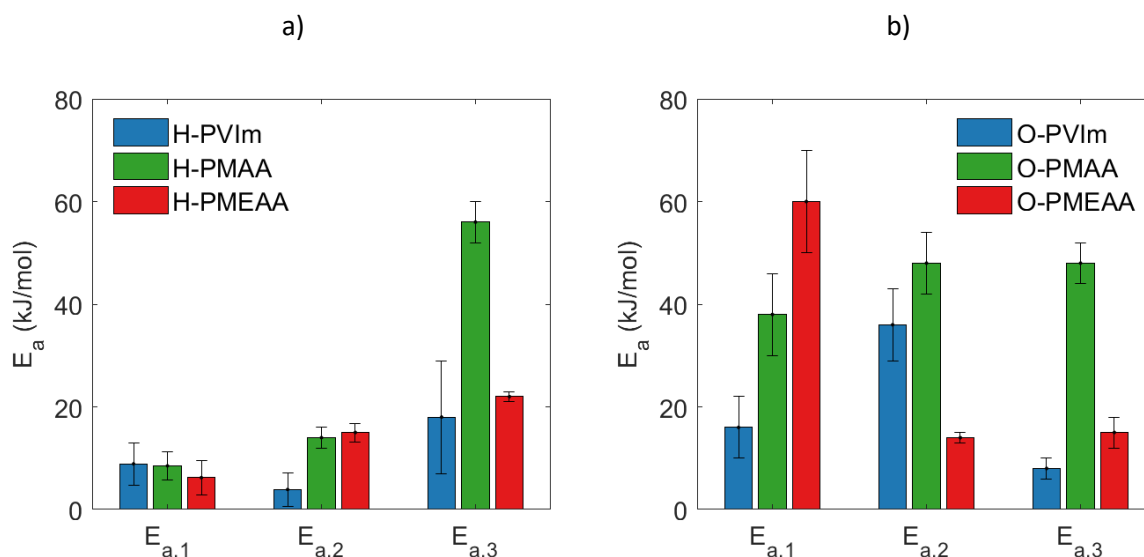 a)
80
60
40
20
0
E_a (kJ/mol)
H-PVIm
H-PMAA
H-PMEAA
E_a,1
E_a,2
E_a,3
b)
80
60
40
20
0
E_a (kJ/mol)
O-PVIm
O-PMAA
O-PMEAA
E_a,1
E_a,2
E_a,3